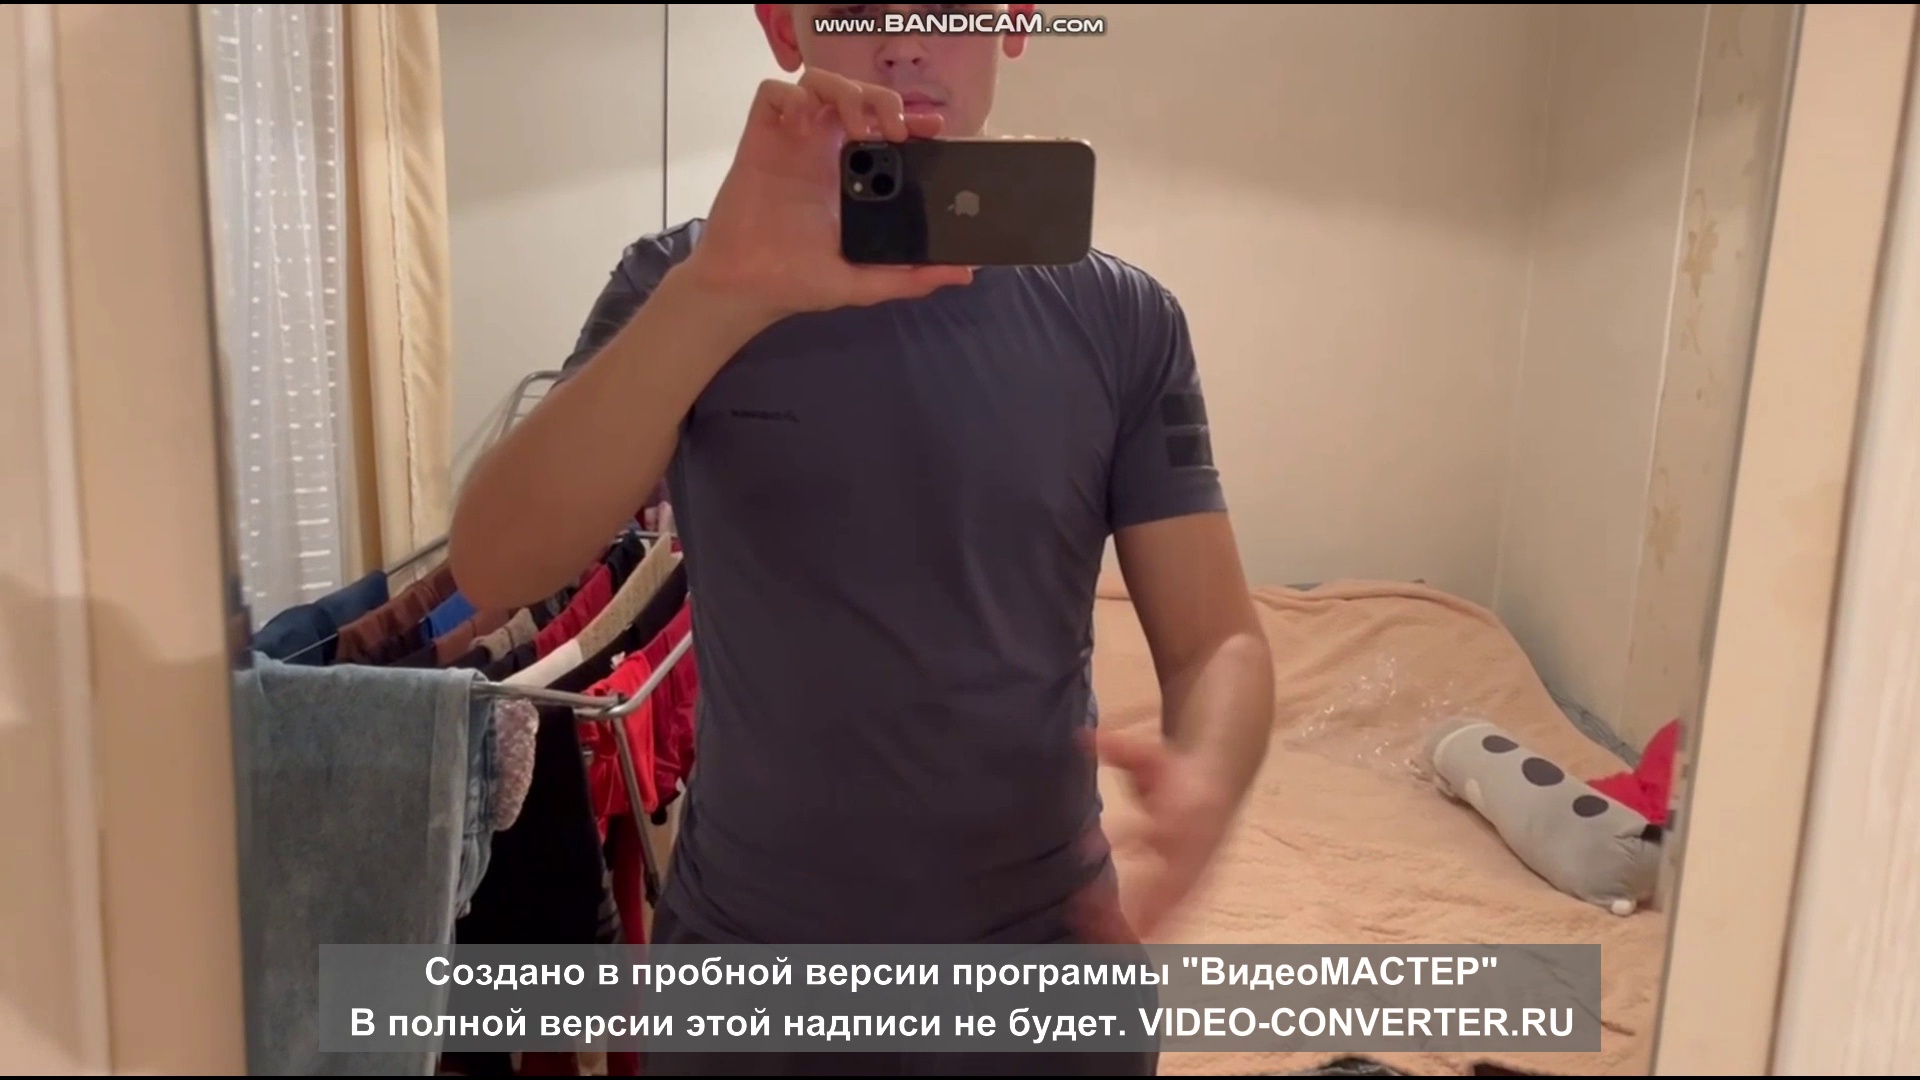 www.BANDICAM.com
Создано в пробной версии программы "ВидеоМАСТЕР"
В полной версии этой надписи не будет. VIDEO-CONVERTER.RU